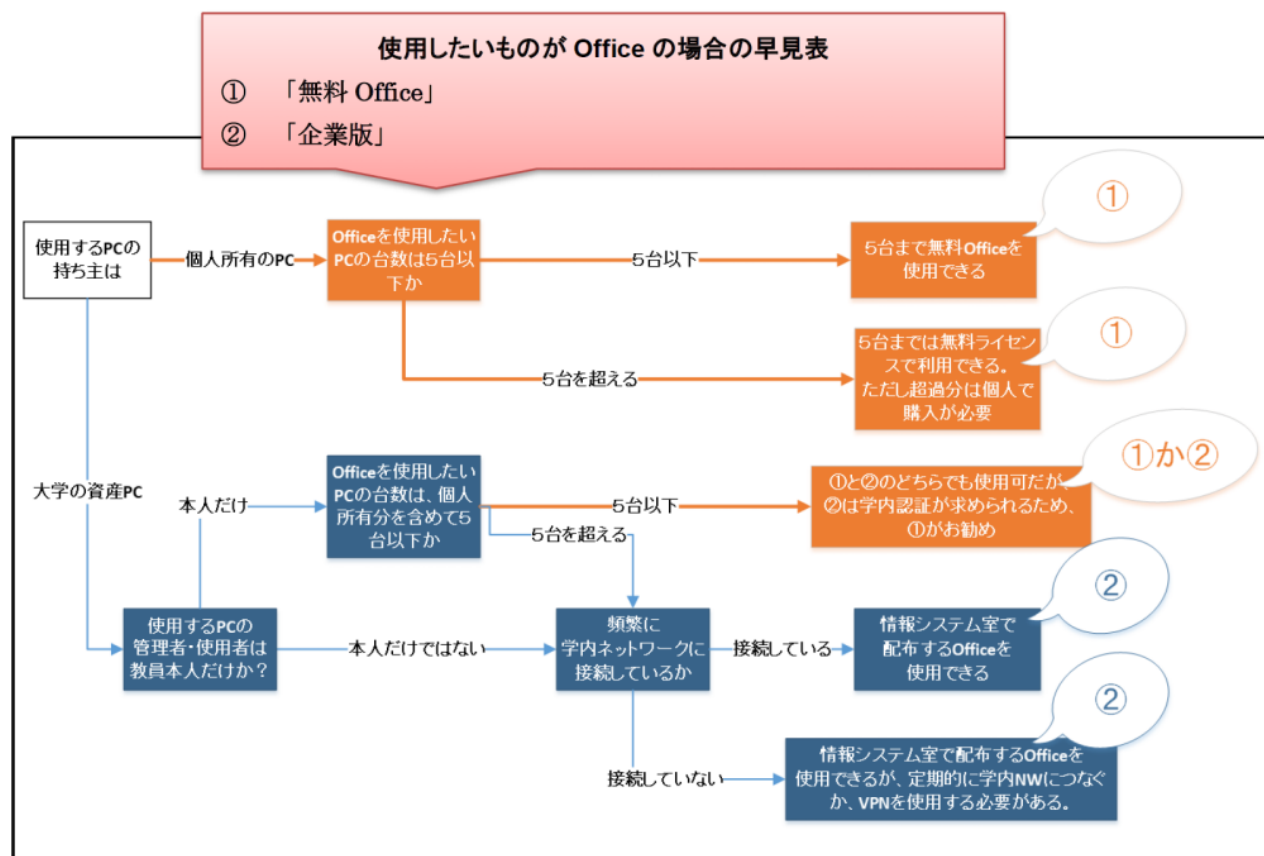 使用したいものが Office の場合の早見表
① 「無料 Office」
② 「企業版」
①
使用するPCの
持ち主は
個人所有のPC
Officeを使用したい
PCの台数は5台以
下か
5台以下
5台まで無料Officeを
使用できる
①
5台を超える
5台までは無料ライセン
スで利用できる。
ただし超過分は個人で
購入が必要
①か②
大学の資産PC
本人だけ
Officeを使用したい
PCの台数は、個人
所有分を含めて5
台以下か
5台以下
①と②のどちらでも使用可だが、
②は学内認証が求められるため、
①がお勧め
5台を超える
②
使用するPCの
管理者・使用者は
教員本人だけか?
本人だけではない
頻繁に
学内ネットワークに
接続しているか
接続している
情報システム室で
配布するOfficeを
使用できる
②
接続していない
情報システム室で配布するOfficeを
使用できるが、定期的に学内NWにつなぐ
か、VPNを使用する必要がある。